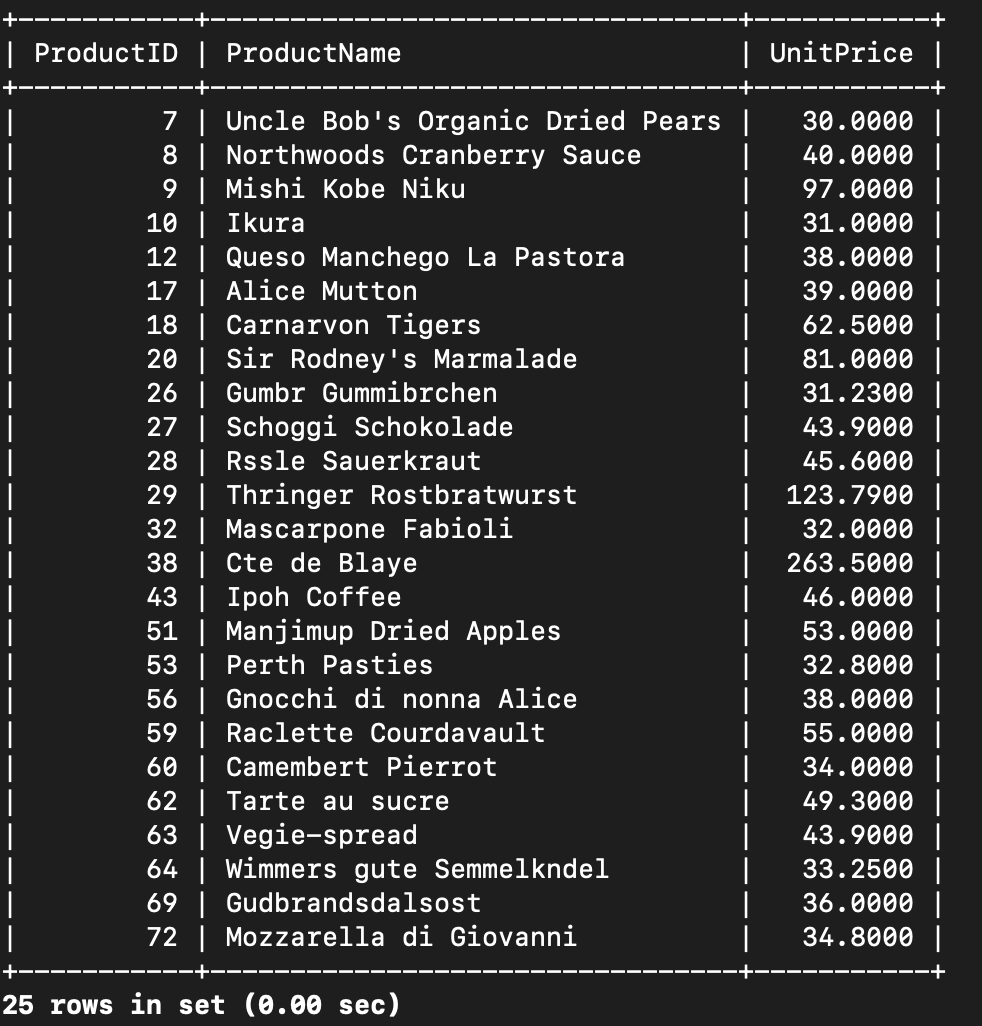 +-----------+----------------------------------+-----------+
| ProductID | ProductName                      | UnitPrice |
+-----------+----------------------------------+-----------+
|         7 | Uncle Bob's Organic Dried Pears  |   30.0000 |
|         8 | Northwoods Cranberry Sauce       |   40.0000 |
|         9 | Mishi Kobe Niku                  |   97.0000 |
|        10 | Ikura                            |   31.0000 |
|        12 | Queso Manchego La Pastora        |   38.0000 |
|        17 | Alice Mutton                     |   39.0000 |
|        18 | Carnarvon Tigers                 |   62.5000 |
|        20 | Sir Rodney's Marmalade           |   81.0000 |
|        26 | Gumbr Gummibrchen                |   31.2300 |
|        27 | Schoggi Schokolade               |   43.9000 |
|        28 | Rssle Sauerkraut                 |   45.6000 |
|        29 | Thringer Rostbratwurst           |  123.7900 |
|        32 | Mascarpone Fabioli               |   32.0000 |
|        38 | Cte de Blaye                     |  263.5000 |
|        43 | Ipoh Coffee                      |   46.0000 |
|        51 | Manjimup Dried Apples            |   53.0000 |
|        53 | Perth Pasties                    |   32.8000 |
|        56 | Gnocchi di nonna Alice           |   38.0000 |
|        59 | Raclette Courdavault             |   55.0000 |
|        60 | Camembert Pierrot                |   34.0000 |
|        62 | Tarte au sucre                   |   49.3000 |
|        63 | Vegie-spread                     |   43.9000 |
|        64 | Wimmers gute Semmelkndel         |   33.2500 |
|        69 | Gudbrandsdalsost                 |   36.0000 |
|        72 | Mozzarella di Giovanni           |   34.8000 |
+-----------+----------------------------------+-----------+
25 rows in set (0.00 sec)